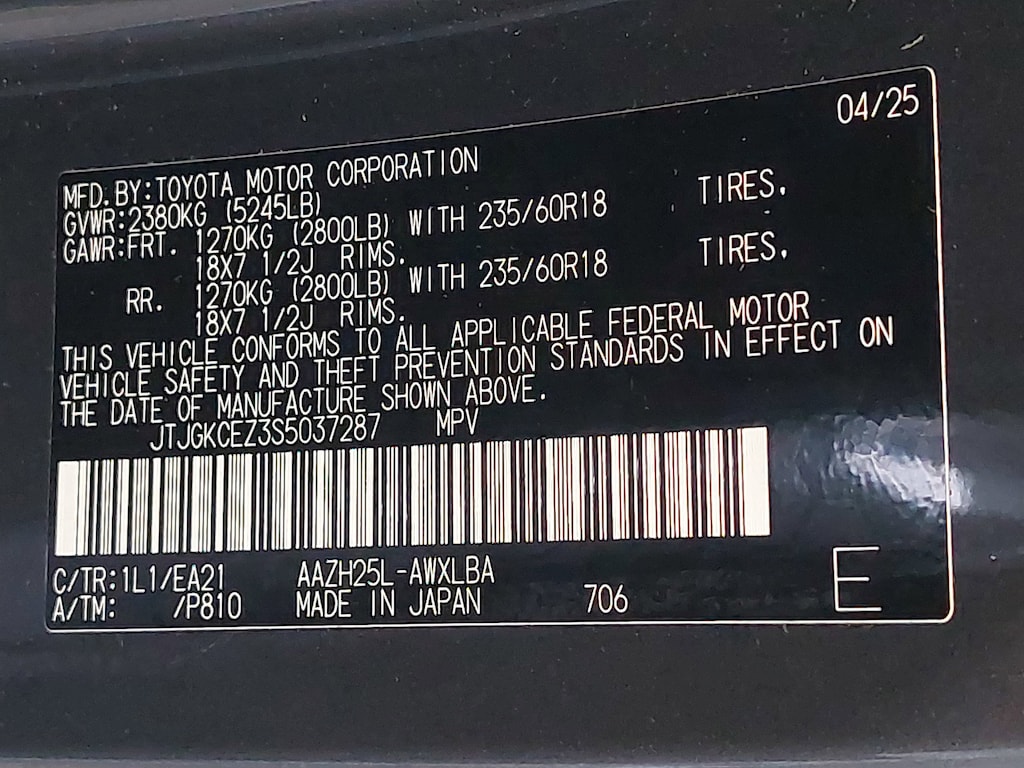 04/25
MFD. BY:TOYOTA MOTOR CORPORATION
GVWR:2380KG (5245LB)
GAWR:FRT. 1270KG (2800LB) WITH 235/60R18 TIRES,
18X7 1/2J RIMS.
RR. 1270KG (2800LB) WITH 235/60R18 TIRES,
18X7 1/2J RIMS.
THIS VEHICLE CONFORMS TO ALL APPLICABLE FEDERAL MOTOR
VEHICLE SAFETY AND THEFT PREVENTION STANDARDS IN EFFECT ON
THE DATE OF MANUFACTURE SHOWN ABOVE.
JTJGKCEZ3S5037287 MPV
C/TR:1L1/EA21 AAZH25L-AWXLBA
A/TM: /P810 MADE IN JAPAN 706 E